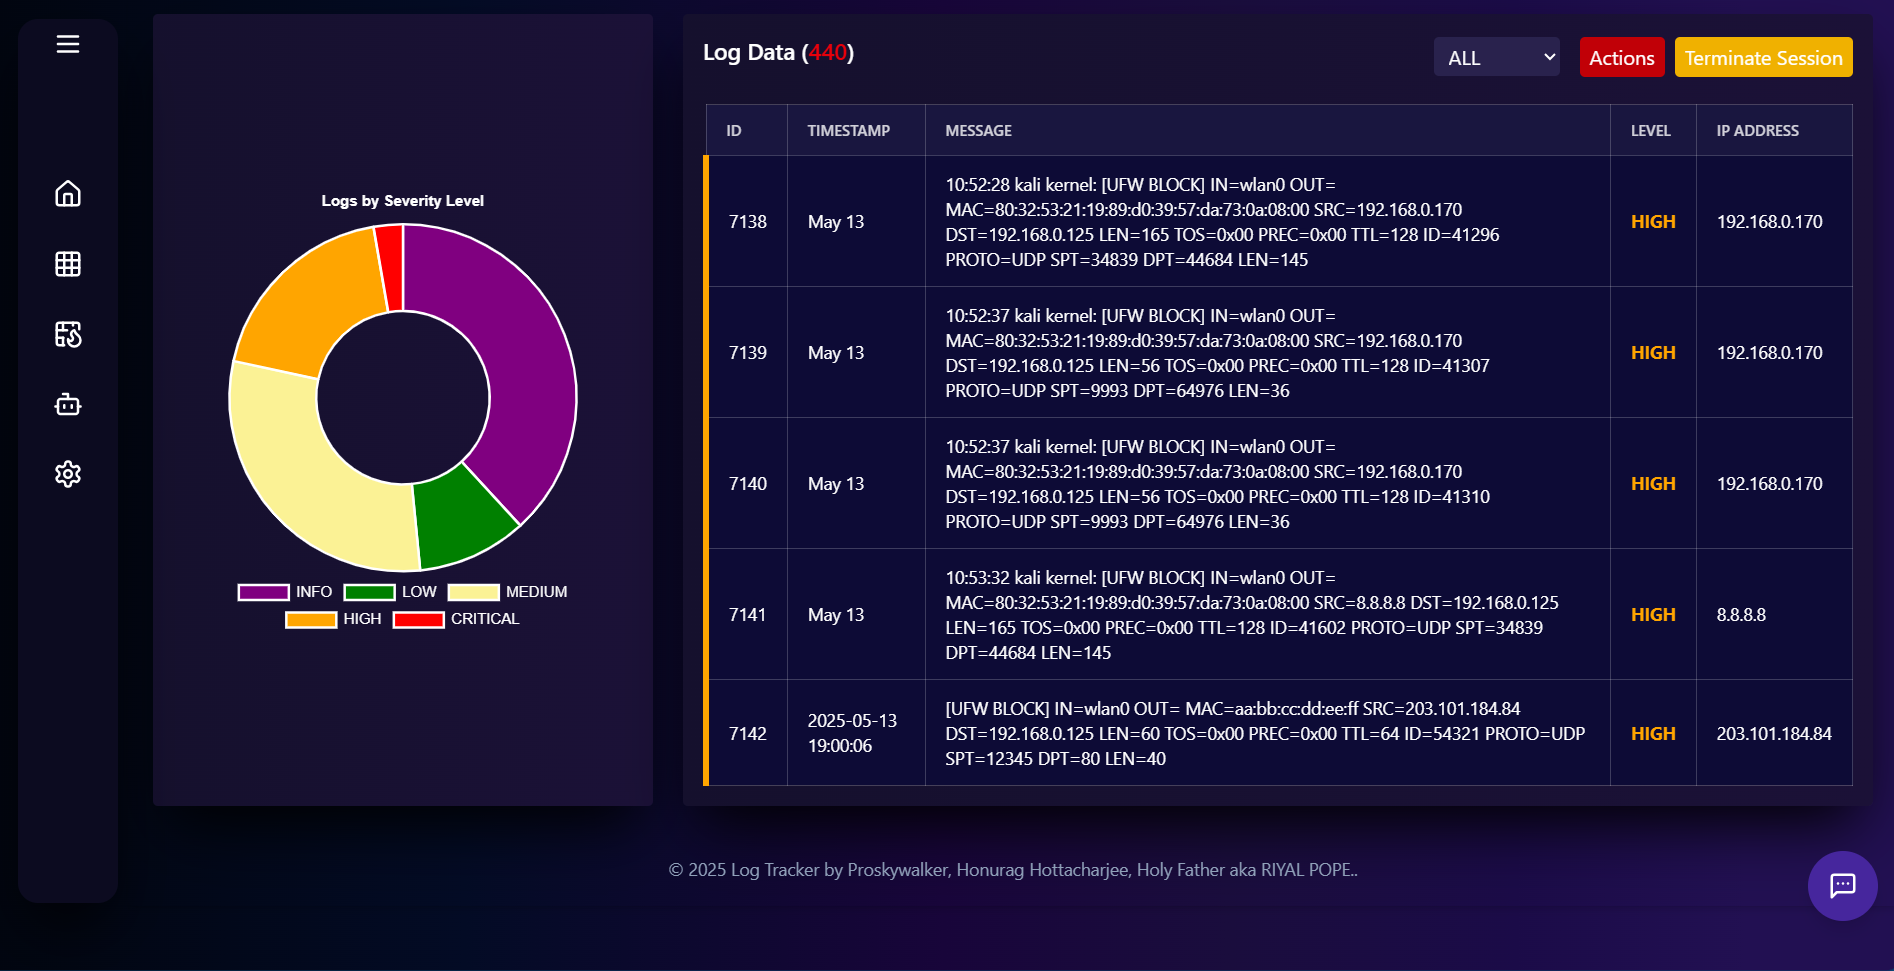 Logs by Severity Level
INFO LOW MEDIUM
HIGH CRITICAL
Log Data (440)
ALL
Actions
Terminate Session
ID TIMESTAMP MESSAGE LEVEL IP ADDRESS
7138
May 13
10:52:28 kali kernel: [UFW BLOCK] IN=wlan0 OUT=
MAC=80:32:53:21:19:89:d0:39:57:da:73:0a:08:00 SRC=192.168.0.170
DST=192.168.0.125 LEN=165 TOS=0x00 PREC=0x00 TTL=128 ID=41296
PROTO=UDP SPT=34839 DPT=44684 LEN=145
HIGH
192.168.0.170
7139
May 13
10:52:37 kali kernel: [UFW BLOCK] IN=wlan0 OUT=
MAC=80:32:53:21:19:89:d0:39:57:da:73:0a:08:00 SRC=192.168.0.170
DST=192.168.0.125 LEN=56 TOS=0x00 PREC=0x00 TTL=128 ID=41307
PROTO=UDP SPT=9993 DPT=64976 LEN=36
HIGH
192.168.0.170
7140
May 13
10:52:37 kali kernel: [UFW BLOCK] IN=wlan0 OUT=
MAC=80:32:53:21:19:89:d0:39:57:da:73:0a:08:00 SRC=192.168.0.170
DST=192.168.0.125 LEN=56 TOS=0x00 PREC=0x00 TTL=128 ID=41310
PROTO=UDP SPT=9993 DPT=64976 LEN=36
HIGH
192.168.0.170
7141
May 13
10:53:32 kali kernel: [UFW BLOCK] IN=wlan0 OUT=
MAC=80:32:53:21:19:89:d0:39:57:da:73:0a:08:00 SRC=8.8.8.8 DST=192.168.0.125
LEN=165 TOS=0x00 PREC=0x00 TTL=128 ID=41602 PROTO=UDP SPT=34839
DPT=44684 LEN=145
HIGH
8.8.8.8
7142
2025-05-13
19:00:06
[UFW BLOCK] IN=wlan0 OUT= MAC=aa:bb:cc:dd:ee:ff SRC=203.101.184.84
DST=192.168.0.125 LEN=60 TOS=0x00 PREC=0x00 TTL=64 ID=54321 PROTO=UDP
SPT=12345 DPT=80 LEN=40
HIGH
203.101.184.84
© 2025 Log Tracker by Proskywalker, Honurag Hottacharjee, Holy Father aka RIYAL POPE..